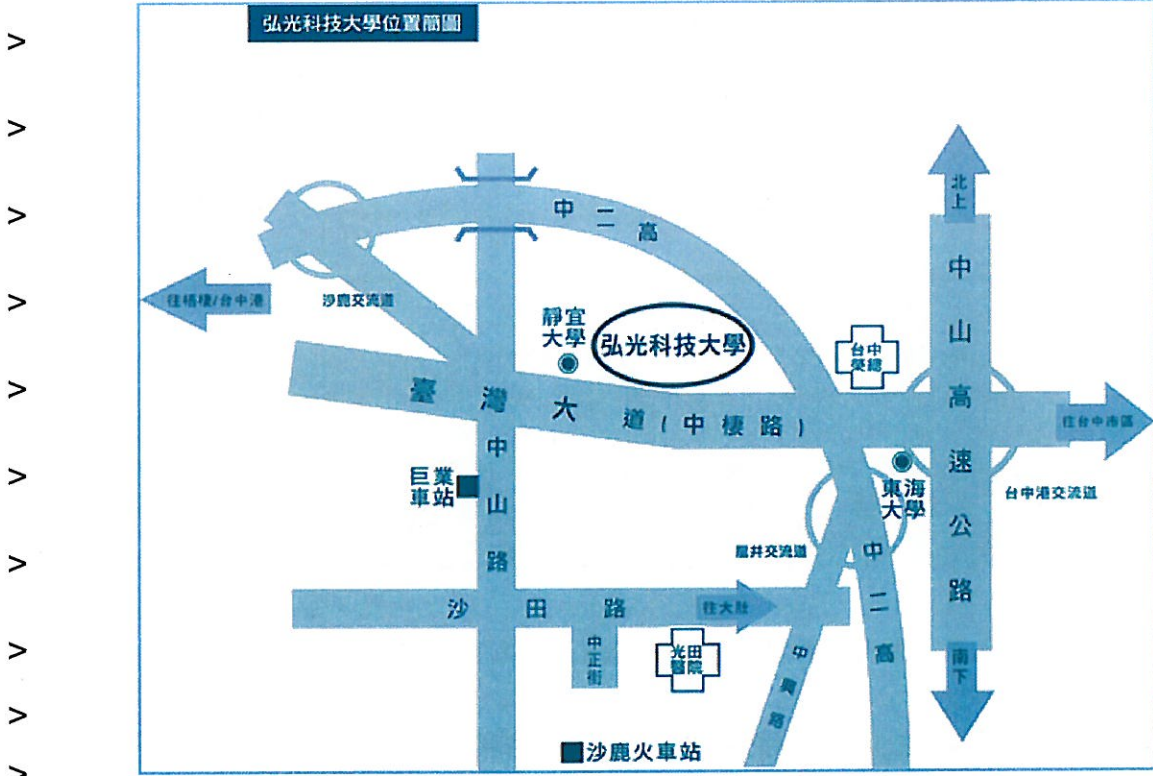 弘光科技大學位置簡圖
>
>
>
>
>
>
>
>
>
>
北上
中山高速公路
南下
中二高
往梧棲/台中港
沙鹿交流道
靜宜
大學
弘光科技大學
台中
榮總
臺灣大道(中棲路)
往台中市區
中山路
巨業
車站
東海
大學
台中港交流道
龍井交流道
中二高
沙田路
往大肚
中正街
光田
醫院
中興路
沙鹿火車站